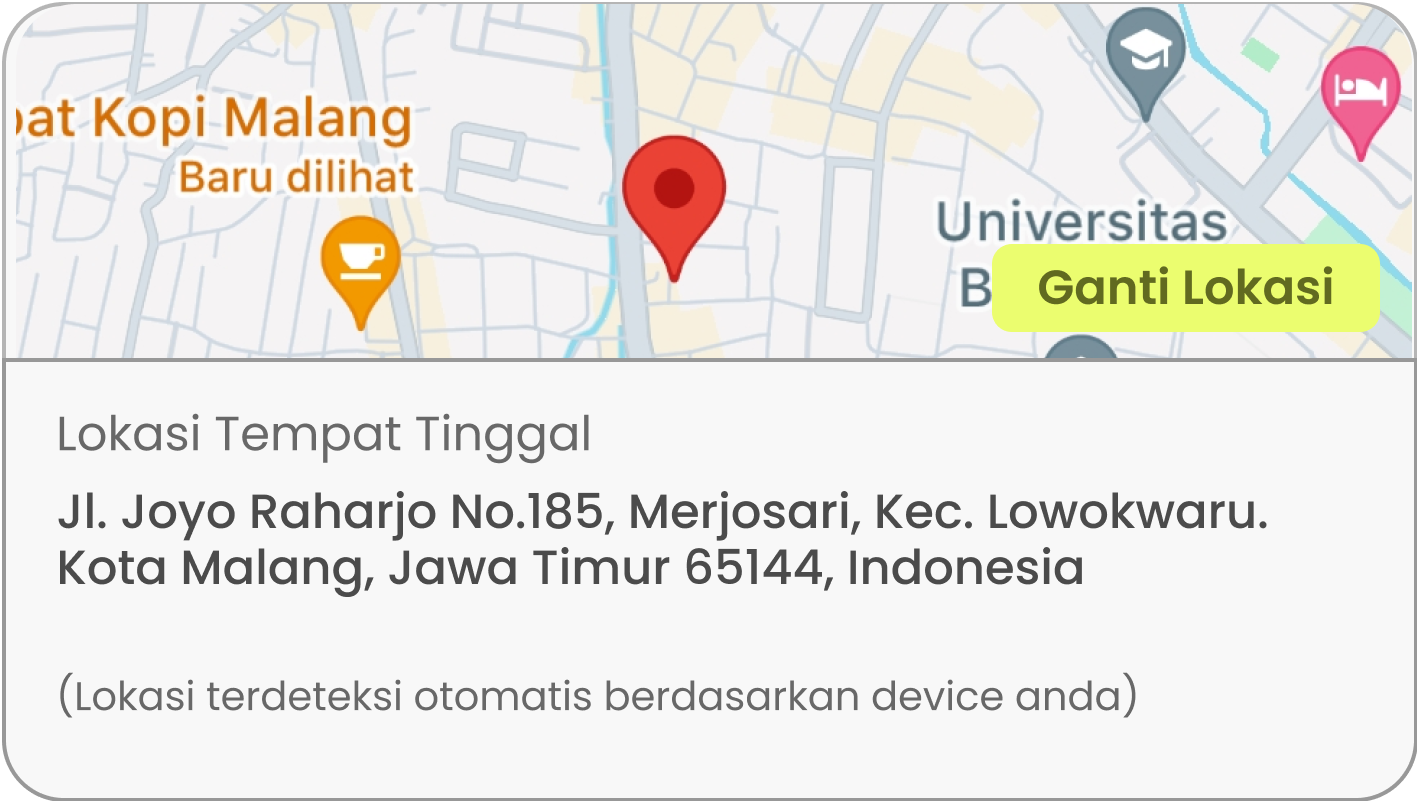 Kopi Malang
Baru dilihat
Universitas
Ganti Lokasi
Lokasi Tempat Tinggal
Jl. Joyo Raharjo No.185, Merjosari, Kec. Lowokwaru.
Kota Malang, Jawa Timur 65144, Indonesia
(Lokasi terdeteksi otomatis berdasarkan device anda)